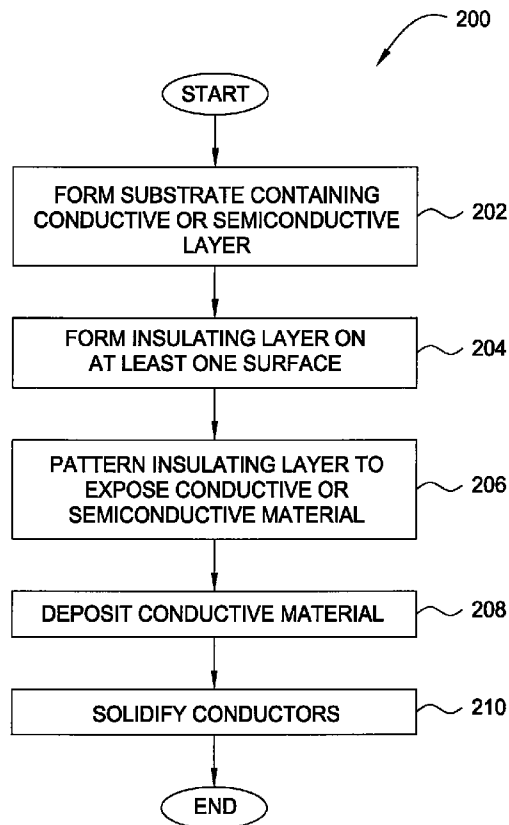 200
START
FORM SUBSTRATE CONTAINING
CONDUCTIVE OR SEMICONDUCTIVE
LAYER
202
FORM INSULATING LAYER ON
AT LEAST ONE SURFACE
204
PATTERN INSULATING LAYER TO
EXPOSE CONDUCTIVE OR
SEMICONDUCTIVE MATERIAL
206
DEPOSIT CONDUCTIVE MATERIAL
208
SOLIDIFY CONDUCTORS
210
END